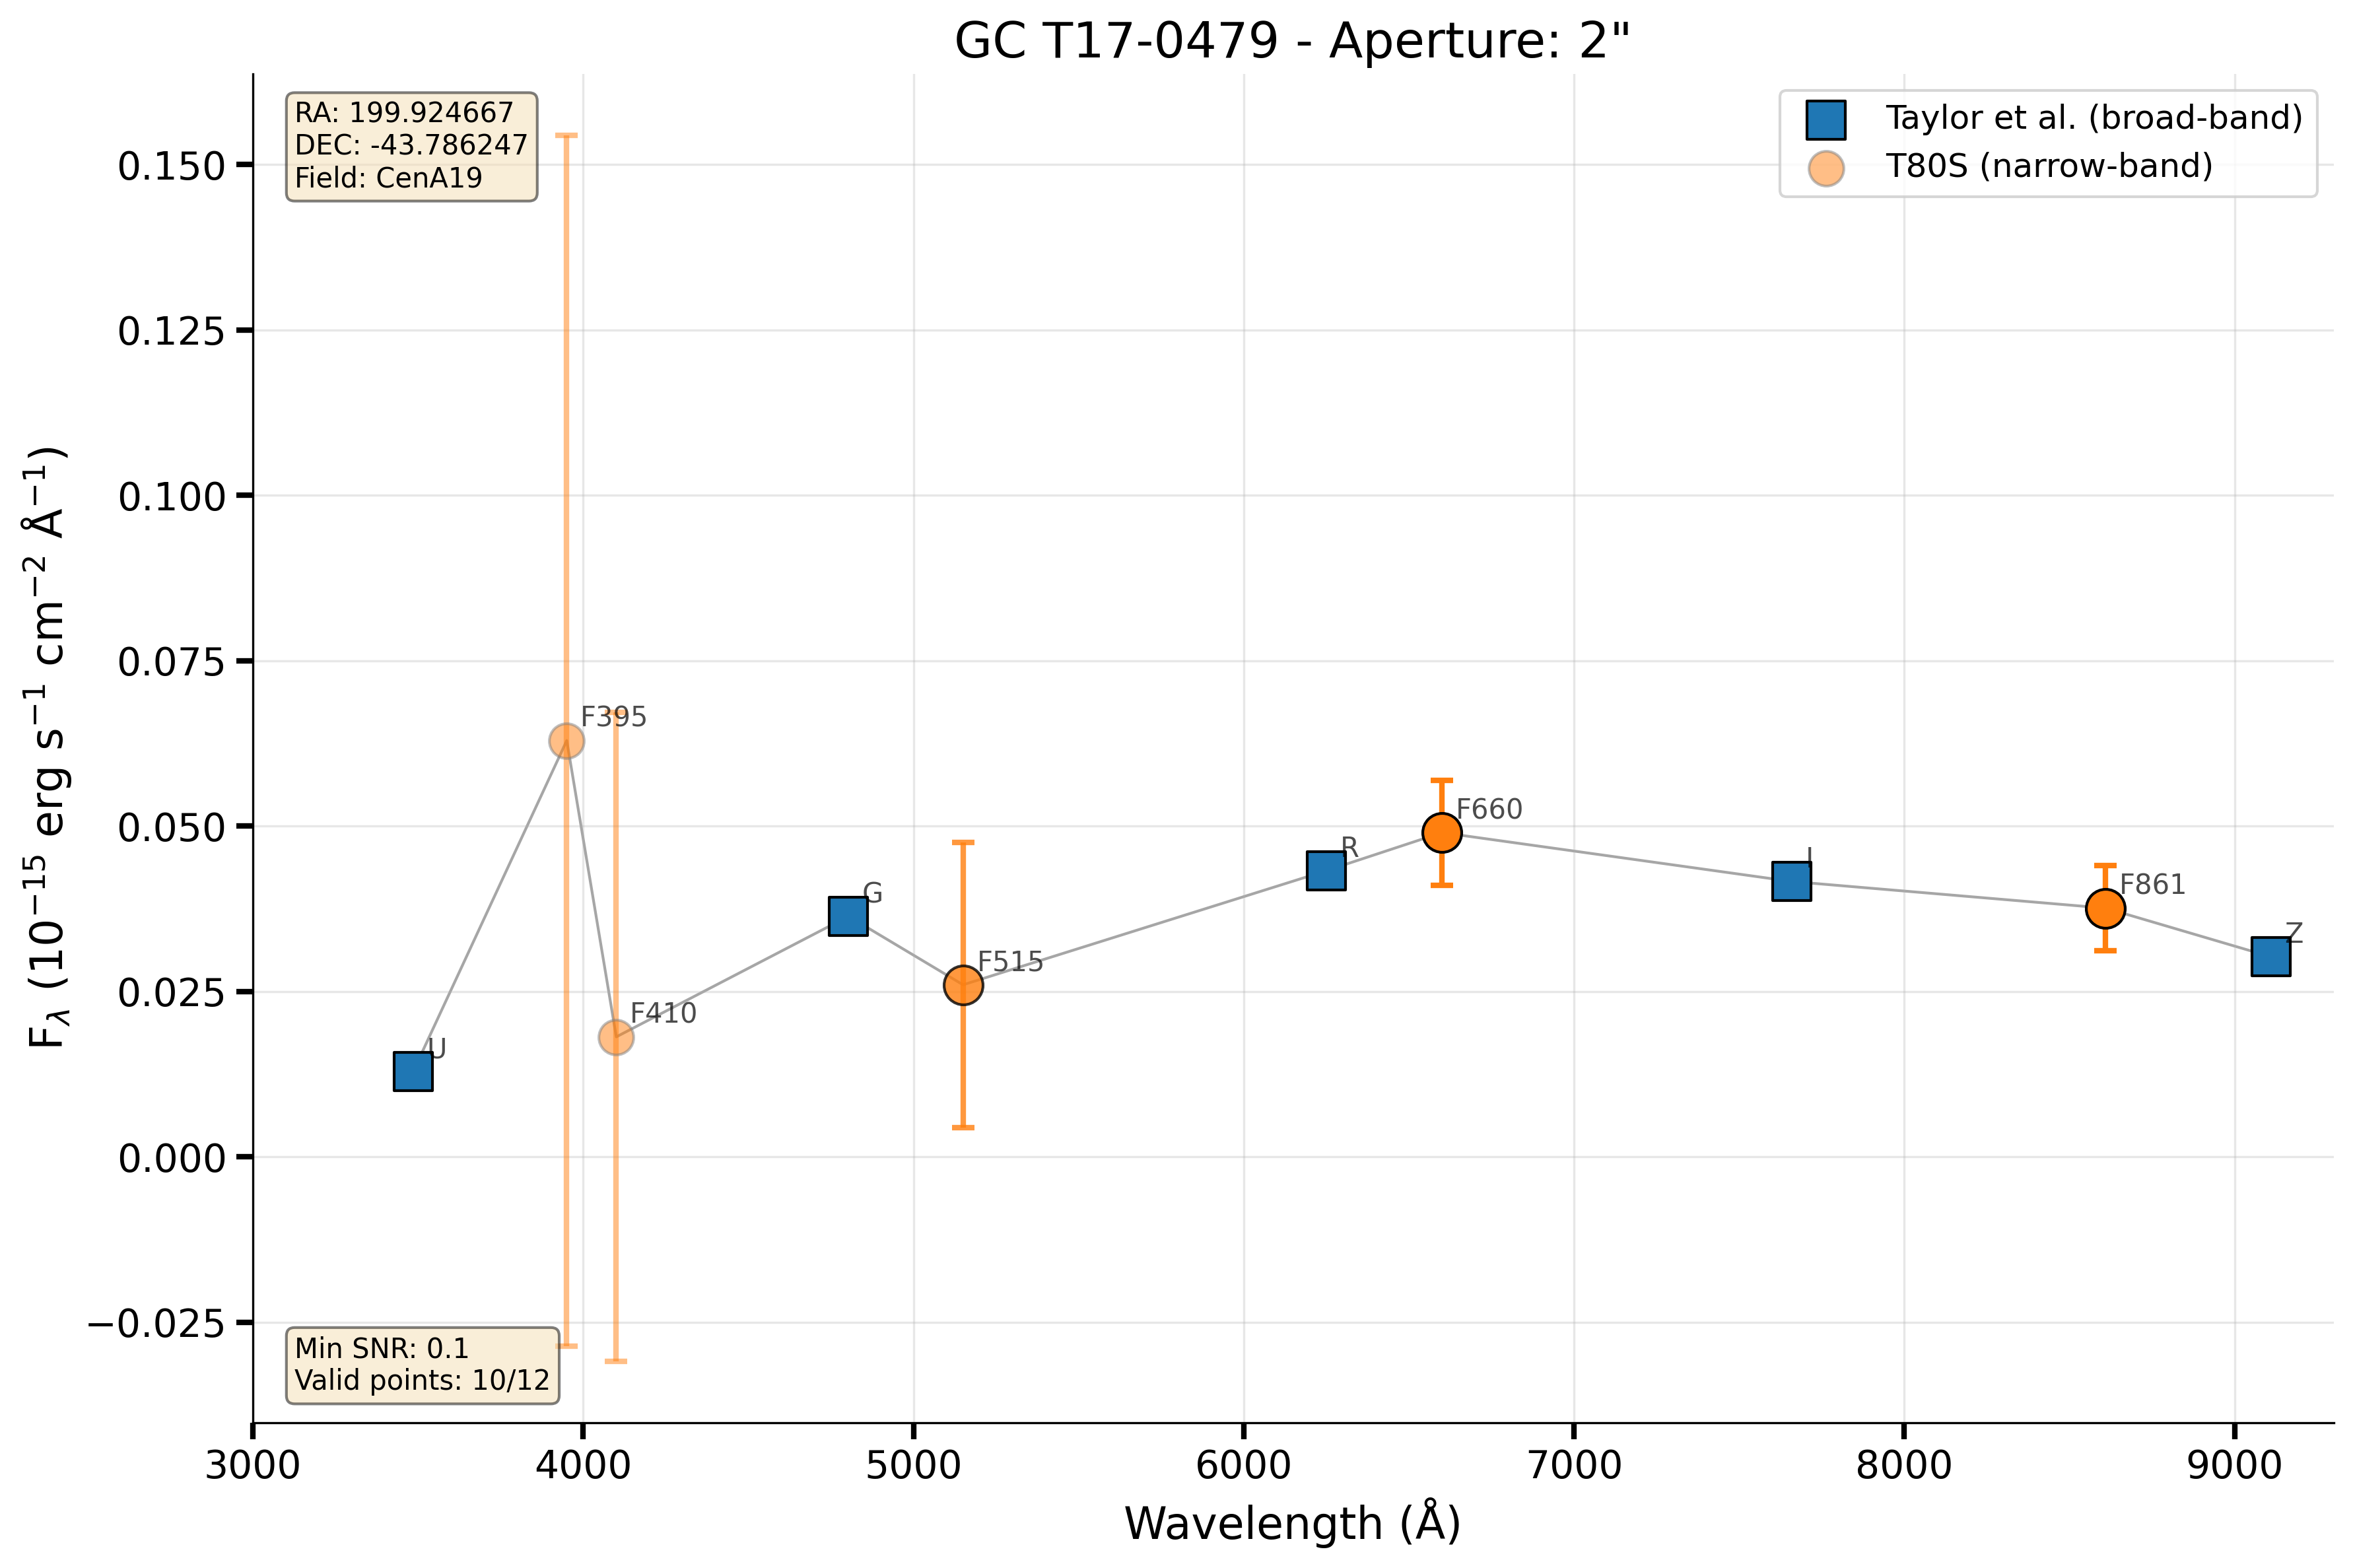 GC T17-0479 - Aperture: 2"
RA: 199.924667
DEC: -43.786247
Field: CenA19
Taylor et al. (broad-band)
T80S (narrow-band)
F_λ (10⁻¹⁵ erg s⁻¹ cm⁻² Å⁻¹)
0.150
0.125
0.100
0.075
0.050
0.025
0.000
−0.025
U
F395
F410
G
F515
R
F660
I
F861
Z
Min SNR: 0.1
Valid points: 10/12
3000 4000 5000 6000 7000 8000 9000
Wavelength (Å)